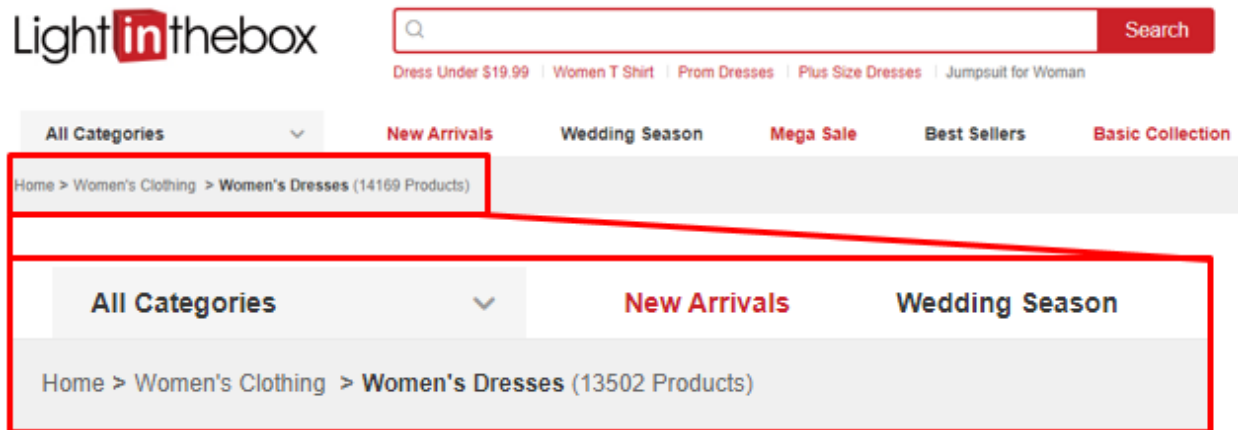 Lightinthebox
Search
Dress Under $19.99 | Women T Shirt | Prom Dresses | Plus Size Dresses | Jumpsuit for Woman
All Categories New Arrivals Wedding Season Mega Sale Best Sellers Basic Collection
Home > Women's Clothing > Women's Dresses (14169 Products)
All Categories New Arrivals Wedding Season
Home > Women's Clothing > Women's Dresses (13502 Products)